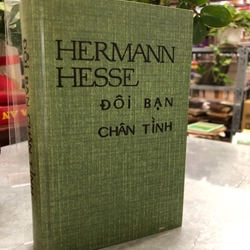 HERMANN
HESSE
ĐÔI BẠN
CHÂN TÌNH